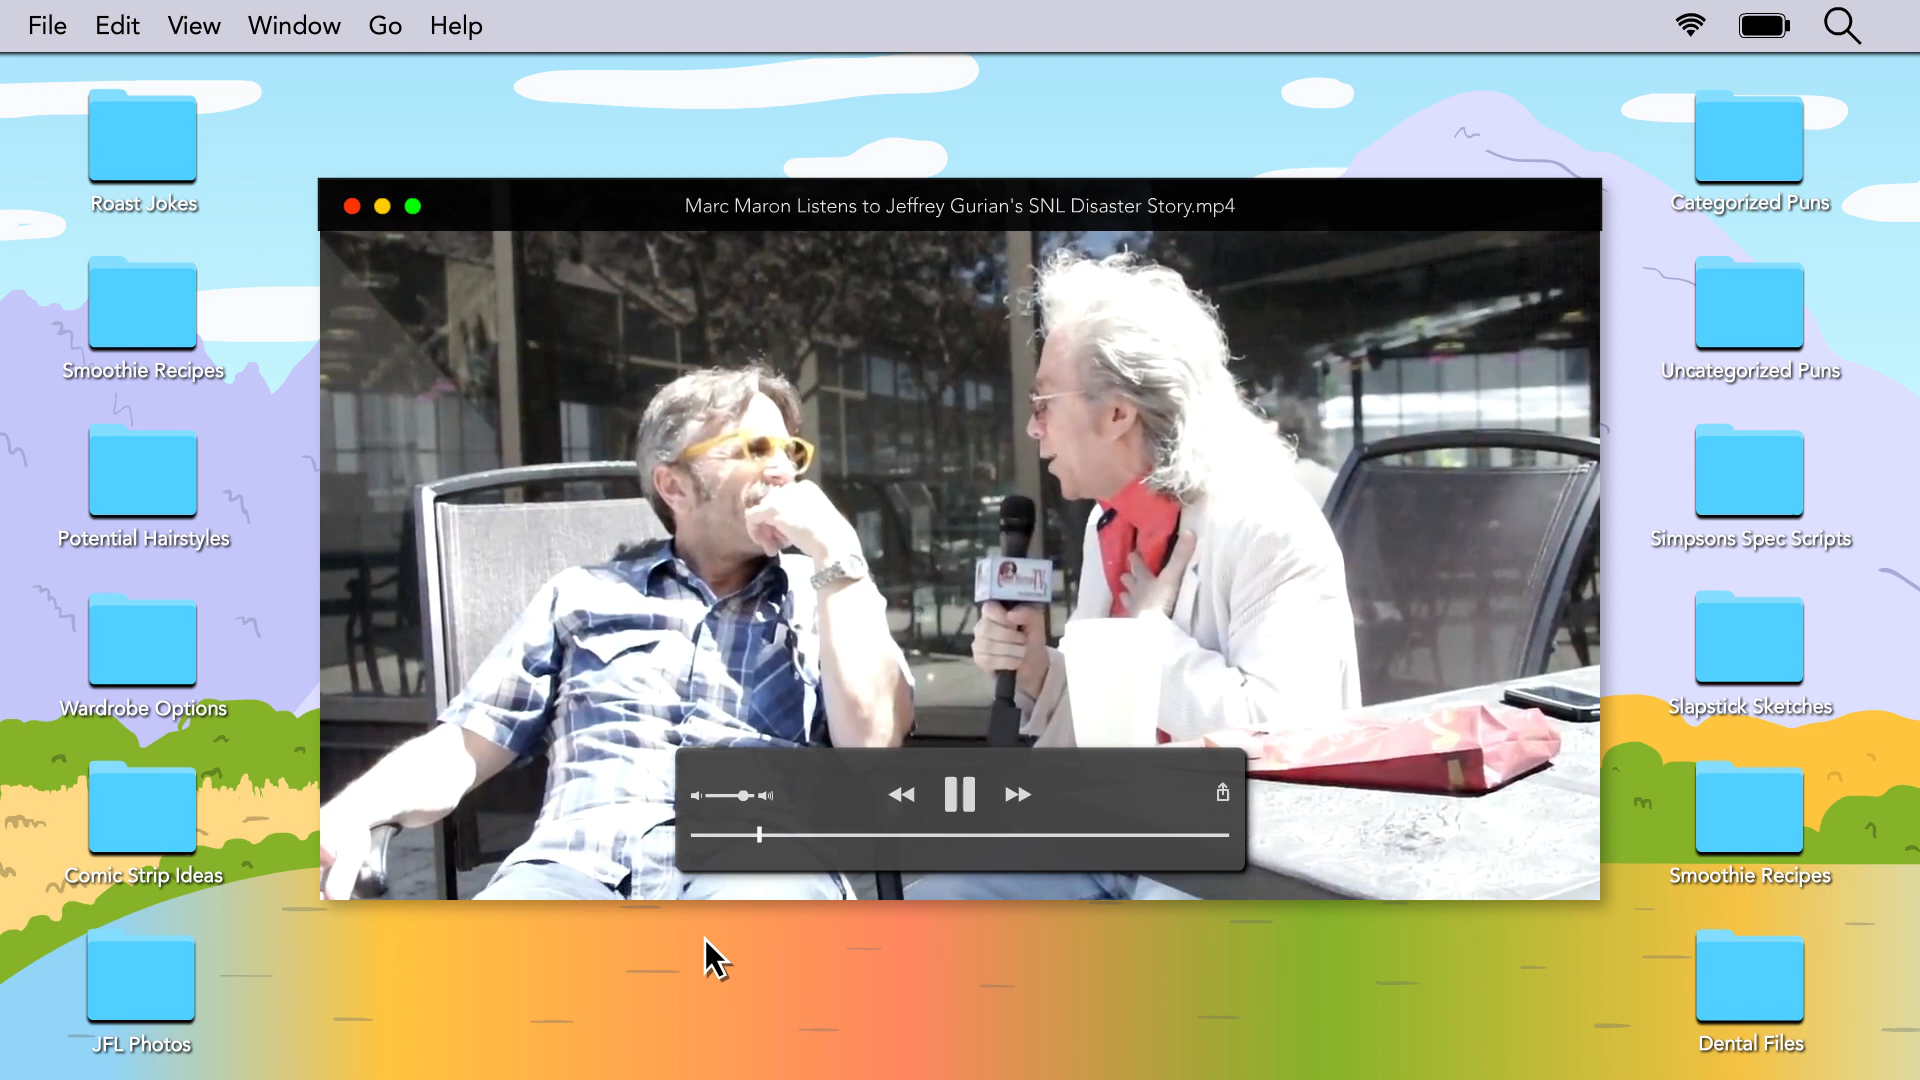 File Edit View Window Go Help
Marc Maron Listens to Jeffrey Gurian's SNL Disaster Story.mp4
Roast Jokes
Smoothie Recipes
Potential Hairstyles
Wardrobe Options
Comic Strip Ideas
JFL Photos
Categorized Puns
Uncategorized Puns
Simpsons Spec Scripts
Slapstick Sketches
Smoothie Recipes
Dental Files